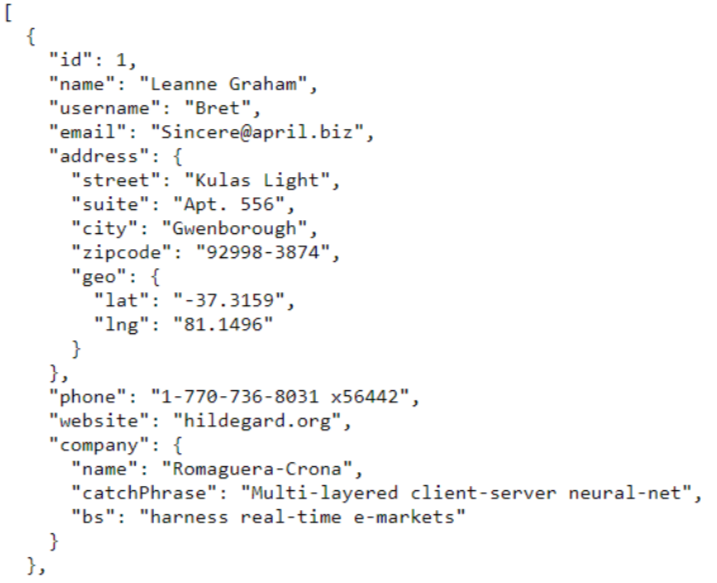 [
  {
    "id": 1,
    "name": "Leanne Graham",
    "username": "Bret",
    "email": "Sincere@april.biz",
    "address": {
      "street": "Kulas Light",
      "suite": "Apt. 556",
      "city": "Gwenborough",
      "zipcode": "92998-3874",
      "geo": {
        "lat": "-37.3159",
        "lng": "81.1496"
      }
    },
    "phone": "1-770-736-8031 x56442",
    "website": "hildegard.org",
    "company": {
      "name": "Romaguera-Crona",
      "catchPhrase": "Multi-layered client-server neural-net",
      "bs": "harness real-time e-markets"
    }
  },